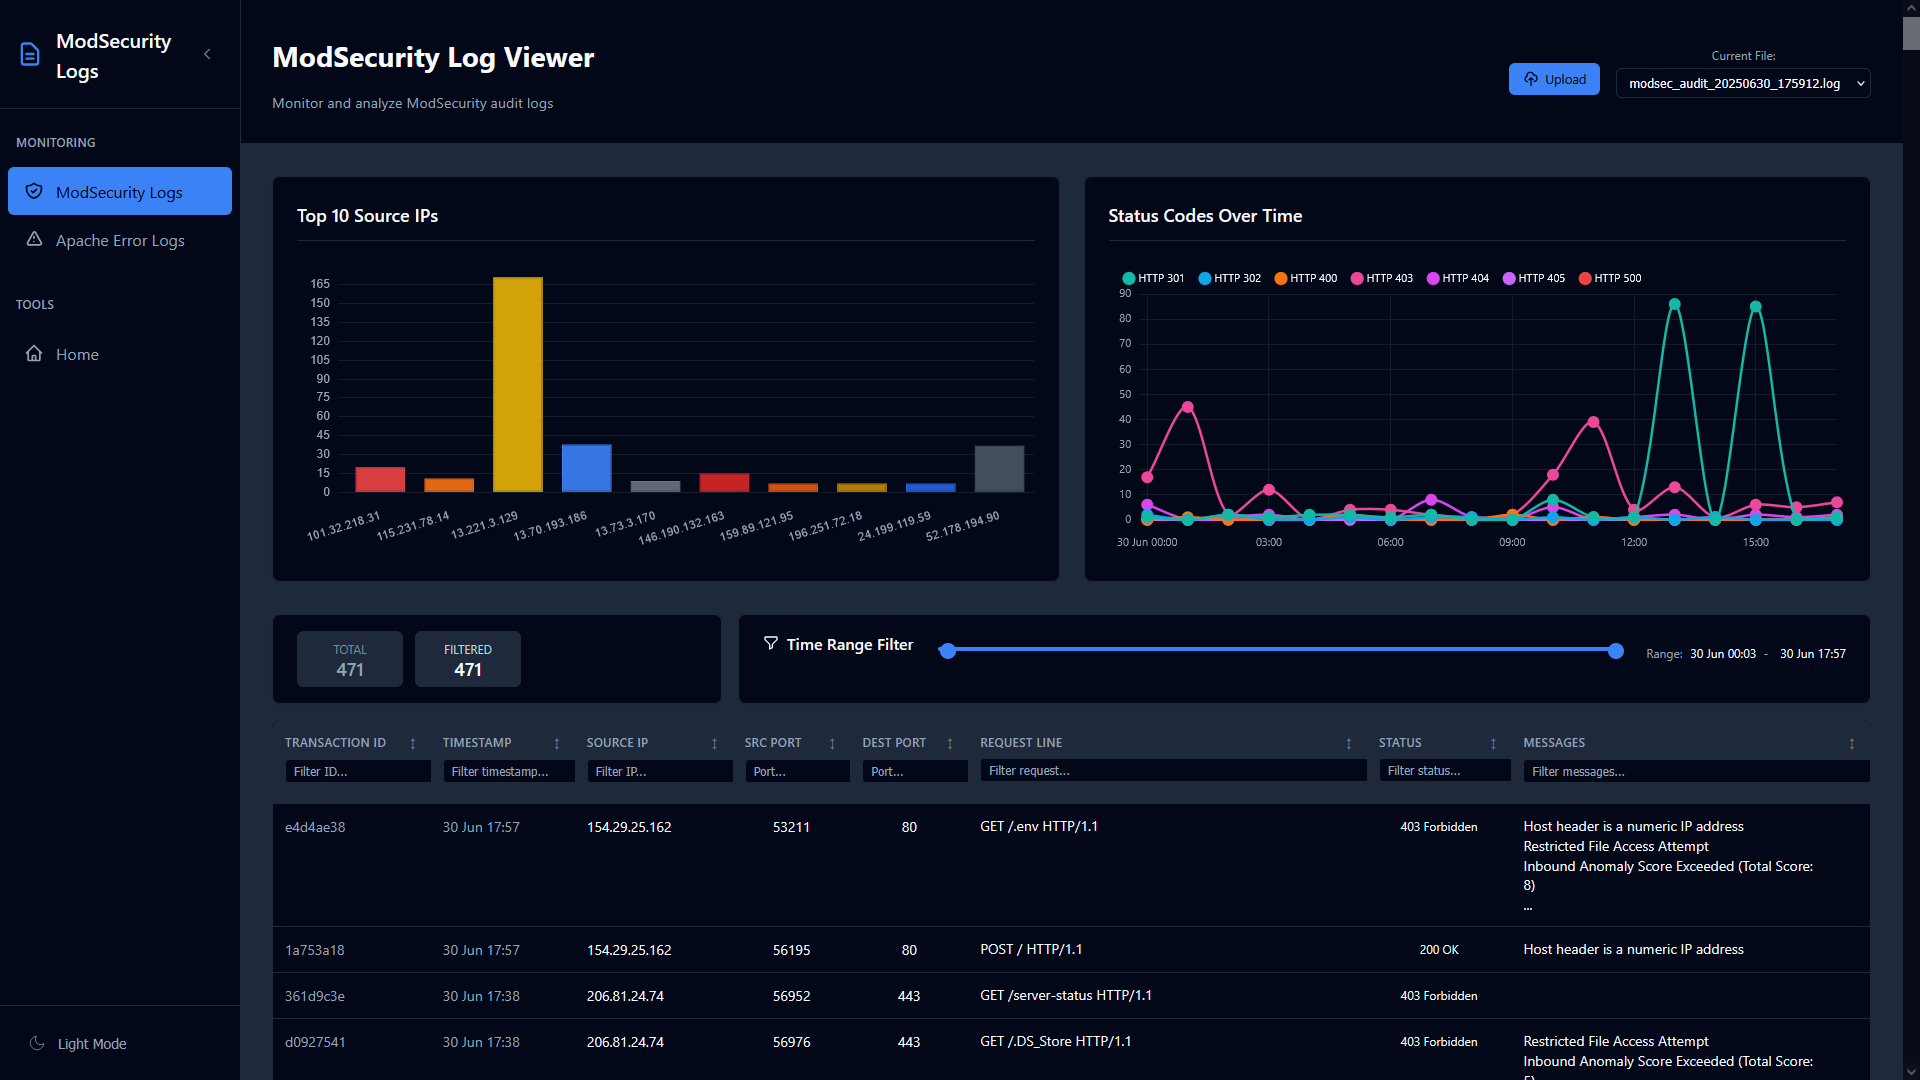 ModSecurity
Logs
MONITORING
ModSecurity Logs
Apache Error Logs
TOOLS
Home
Light Mode
ModSecurity Log Viewer
Monitor and analyze ModSecurity audit logs
Upload
Current File:
modsec_audit_20250630_175912.log
Top 10 Source IPs
165
150
135
120
105
90
75
60
45
30
15
0
101.32.218.31
115.231.78.14
13.221.3.129
13.70.193.186
13.73.3.170
146.190.132.163
159.89.121.95
196.251.72.18
24.199.119.59
52.178.194.90
Status Codes Over Time
HTTP 301 HTTP 302 HTTP 400 HTTP 403 HTTP 404 HTTP 405 HTTP 500
90
80
70
60
50
40
30
20
10
0
30 Jun 00:00 03:00 06:00 09:00 12:00 15:00
TOTAL
471
FILTERED
471
Time Range Filter
Range: 30 Jun 00:03 - 30 Jun 17:57
TRANSACTION ID TIMESTAMP SOURCE IP SRC PORT DEST PORT REQUEST LINE STATUS MESSAGES
Filter ID... Filter timestamp... Filter IP... Port... Port... Filter request... Filter status... Filter messages...
e4d4ae38 30 Jun 17:57 154.29.25.162 53211 80 GET /.env HTTP/1.1 403 Forbidden Host header is a numeric IP address
Restricted File Access Attempt
Inbound Anomaly Score Exceeded (Total Score:
8)
...
1a753a18 30 Jun 17:57 154.29.25.162 56195 80 POST / HTTP/1.1 200 OK Host header is a numeric IP address
361d9c3e 30 Jun 17:38 206.81.24.74 56952 443 GET /server-status HTTP/1.1 403 Forbidden
d0927541 30 Jun 17:38 206.81.24.74 56976 443 GET /.DS_Store HTTP/1.1 403 Forbidden Restricted File Access Attempt
Inbound Anomaly Score Exceeded (Total Score: